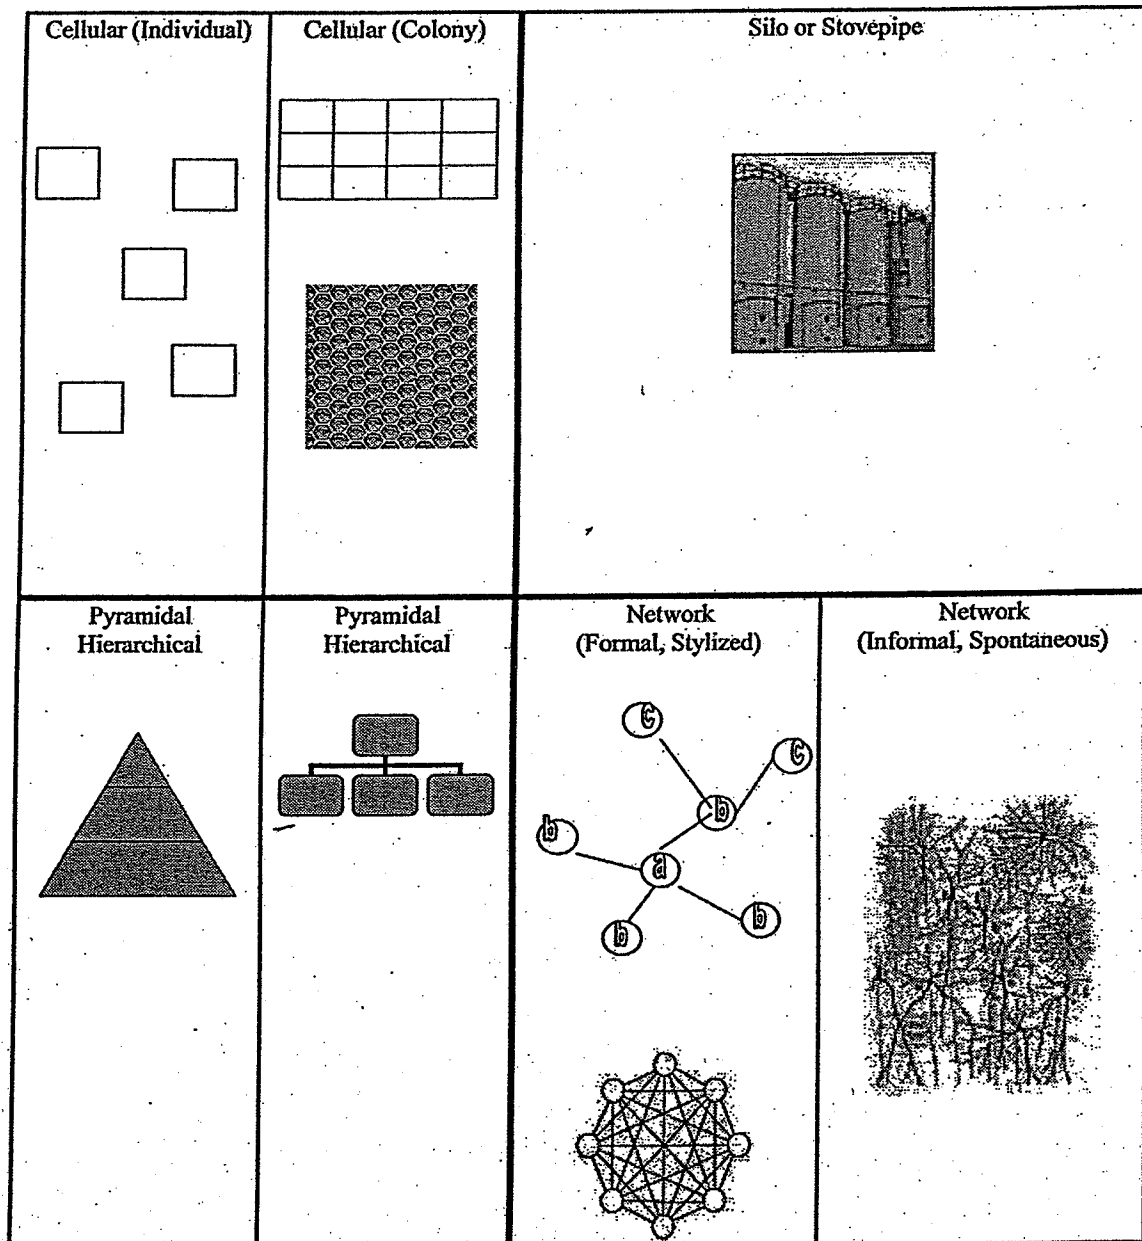 Cellular (Individual)
Cellular (Colony)
Silo or Stovepipe
Pyramidal
Hierarchical
Pyramidal
Hierarchical
Network
(Formal, Stylized)
Network
(Informal, Spontaneous)
c
c
b
b
a
b
b